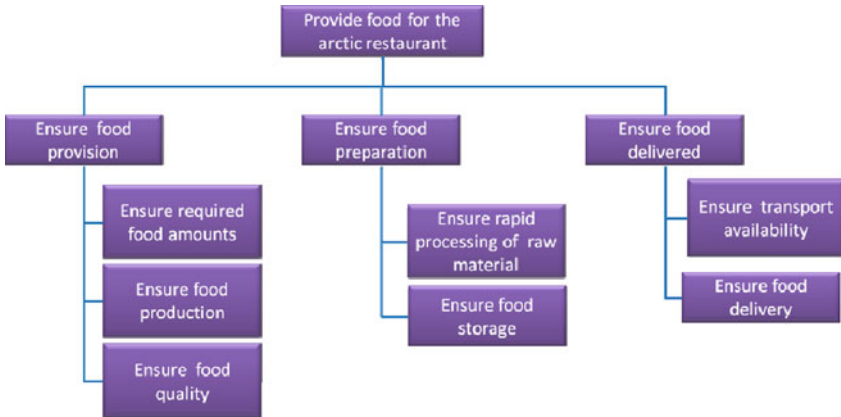 Provide food for the
arctic restaurant
Ensure food
provision
Ensure food
preparation
Ensure food
delivered
Ensure required
food amounts
Ensure food
production
Ensure food
quality
Ensure rapid
processing of raw
material
Ensure food
storage
Ensure transport
availability
Ensure food
delivery